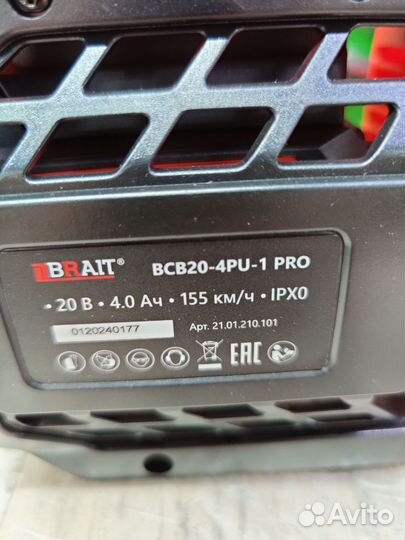 BRAIT®
BCB20-4PU-1 PRO
• 20 В • 4.0 Ач • 155 км/ч • IPX0
0120240177
Арт. 21.01.210.101
EAC
Avito